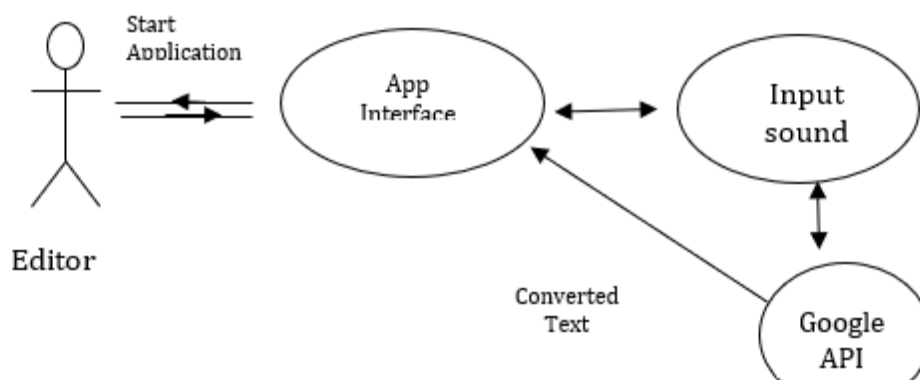 Start
Application
App
Interface
Input
sound
Editor
Converted
Text
Google
API